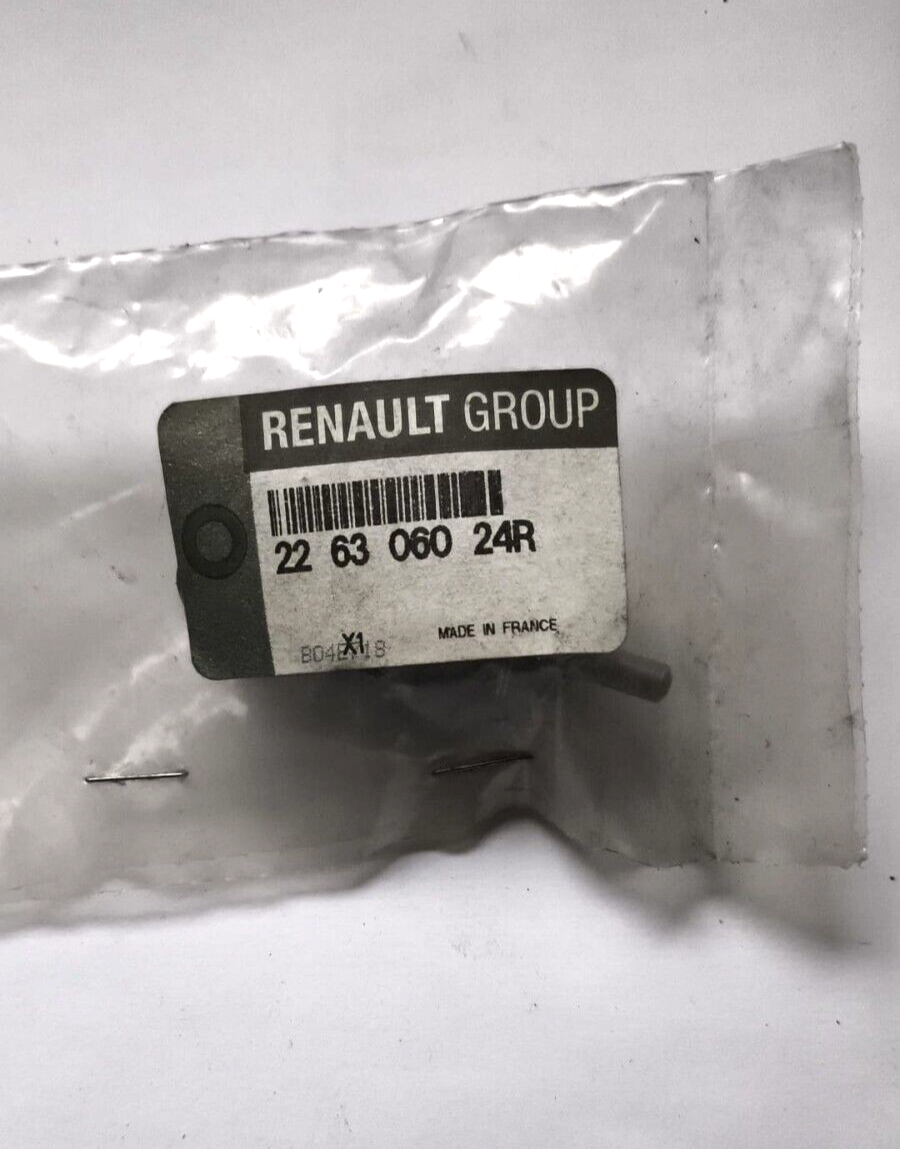 RENAULT GROUP
22 63 060 24R
X1
MADE IN FRANCE